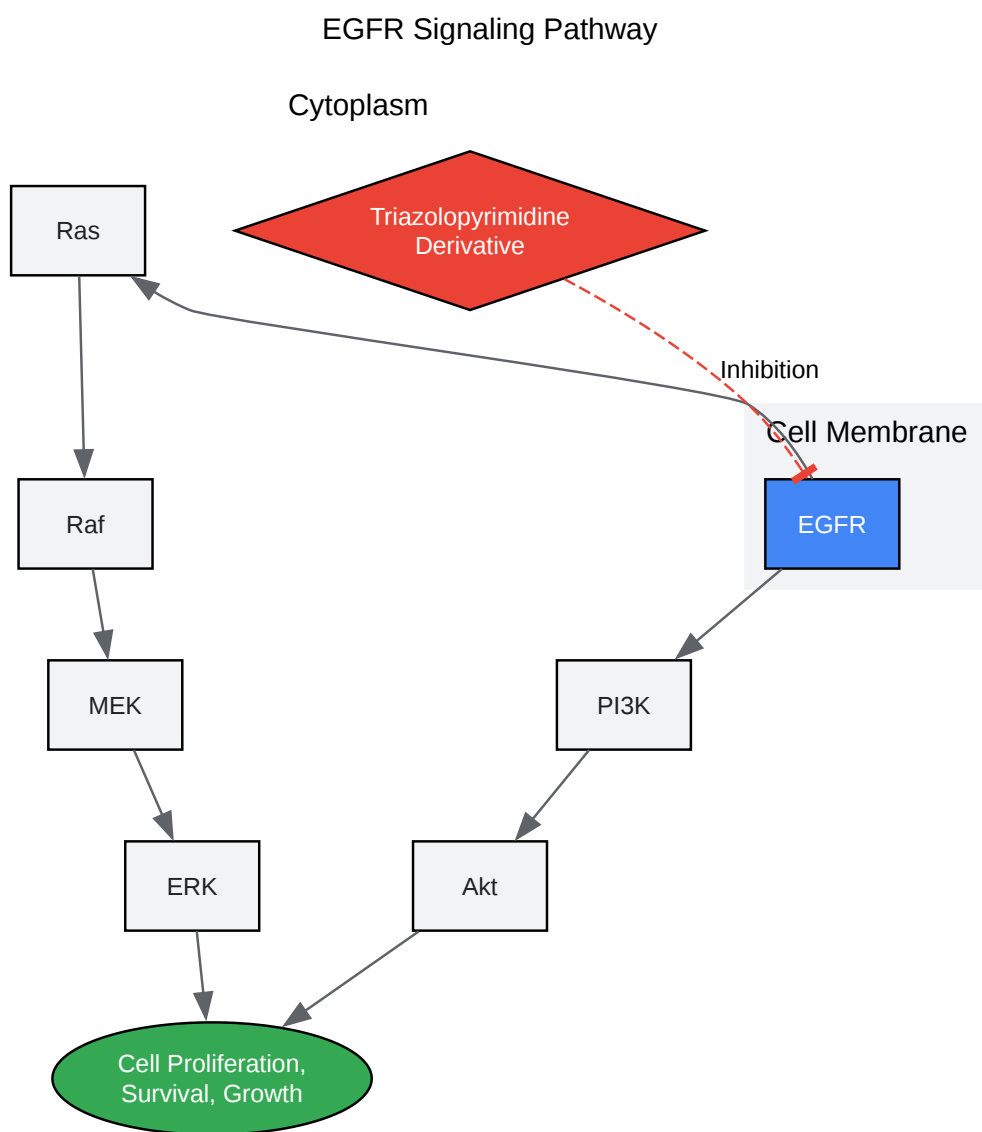 EGFR Signaling Pathway
Cytoplasm
Triazolopyrimidine
Derivative
Ras
Inhibition
Cell Membrane
Raf
EGFR
MEK
PI3K
ERK
Akt
Cell Proliferation,
Survival, Growth